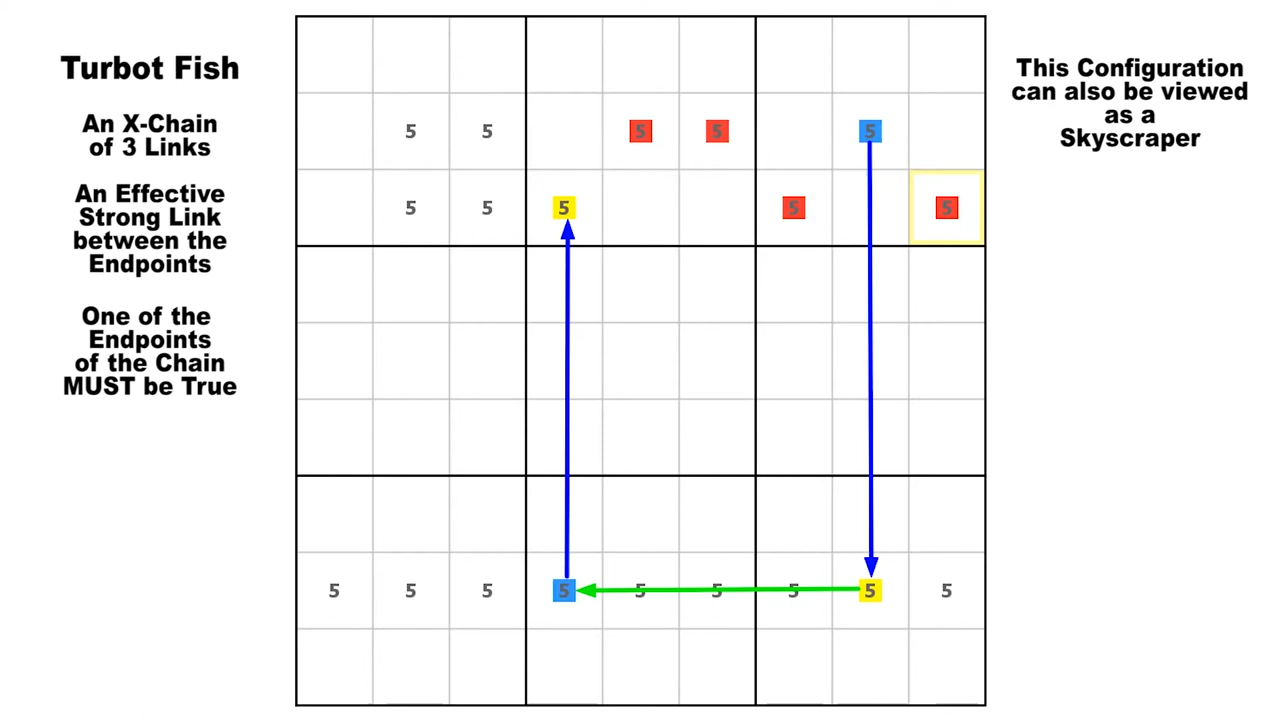 Turbot Fish
An X-Chain
of 3 Links
An Effective
Strong Link
between the
Endpoints
One of the
Endpoints
of the Chain
MUST be True
5 5 5 5 5
5 5 5 5 5
5 5 5 5 5 5 5 5 5
This Configuration
can also be viewed
as a
Skyscraper